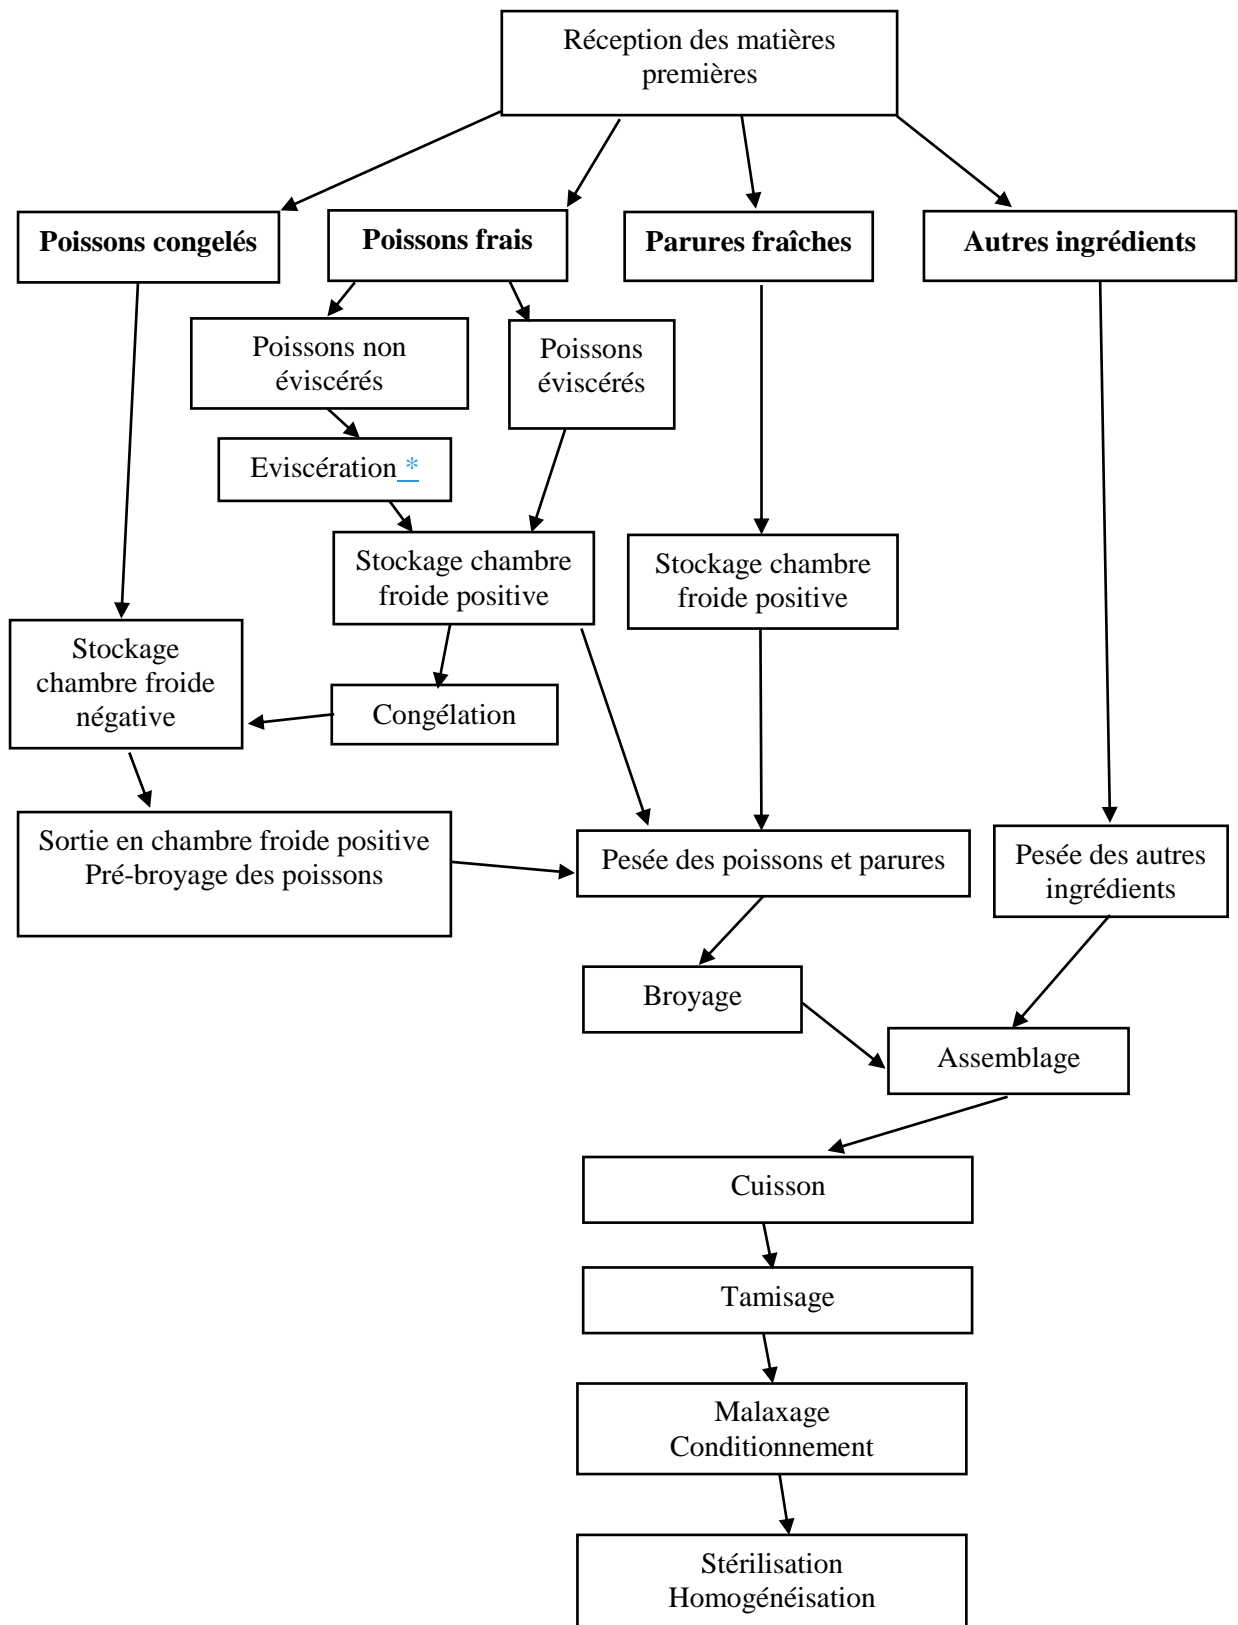 Réception des matières
premières
Poissons congelés
Poissons frais
Parures fraîches
Autres ingrédients
Poissons non
éviscérés
Poissons
éviscérés
Eviscération *
Stockage chambre
froide positive
Stockage chambre
froide positive
Stockage
chambre froide
négative
Congélation
Sortie en chambre froide positive
Pré-broyage des poissons
Pesée des poissons et parures
Pesée des autres
ingrédients
Broyage
Assemblage
Cuisson
Tamisage
Malaxage
Conditionnement
Stérilisation
Homogénéisation